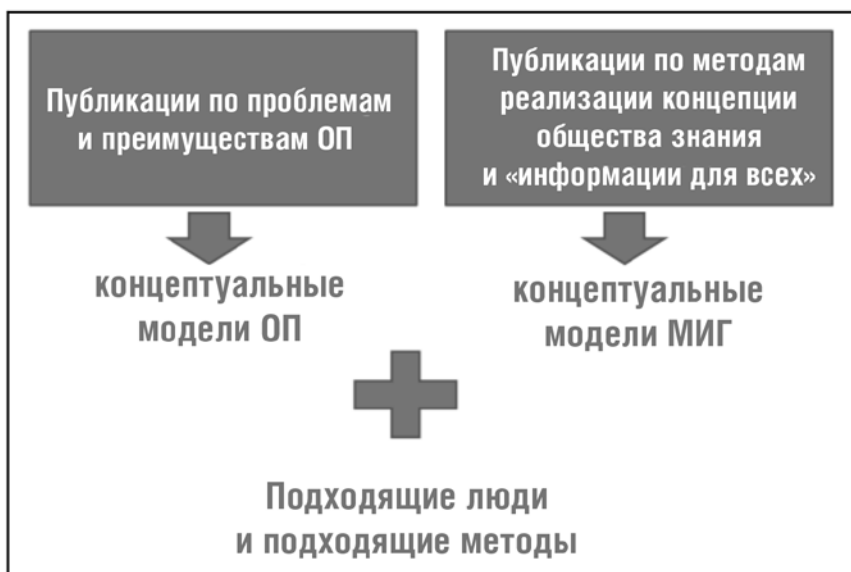 Публикации по проблемам
и преимуществам ОП
Публикации по методам
реализации концепции
общества знания
и «информации для всех»
концептуальные
модели ОП
концептуальные
модели МИГ
Подходящие люди
и подходящие методы